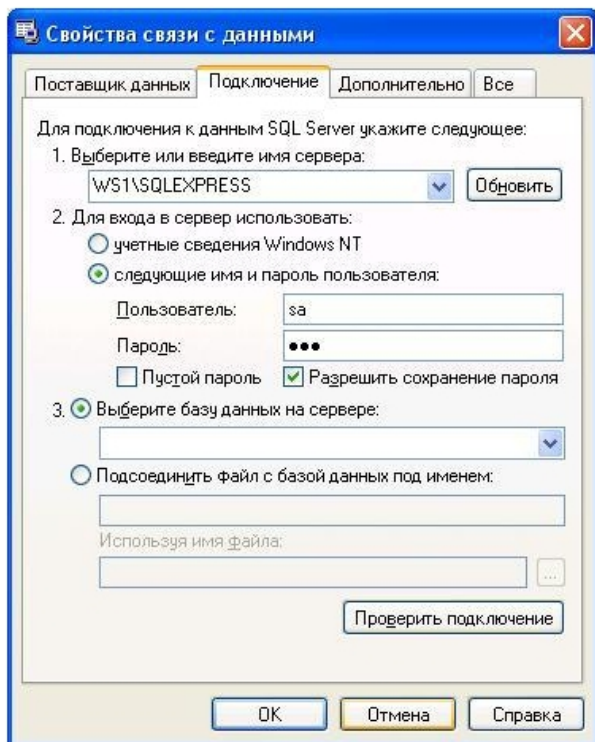 Свойства связи с данными
Поставщик данных Подключение Дополнительно Все
Для подключения к данным SQL Server укажите следующее:
1. Выберите или введите имя сервера:
WS1\SQLEXPRESS Обновить
2. Для входа в сервер использовать:
учетные сведения Windows NT
следующие имя и пароль пользователя:
Пользователь: sa
Пароль: ●●●
Пустой пароль Разрешить сохранение пароля
3. Выберите базу данных на сервере:
Подсоединить файл с базой данных под именем:
Используя имя файла:
...
Проверить подключение
OK Отмена Справка